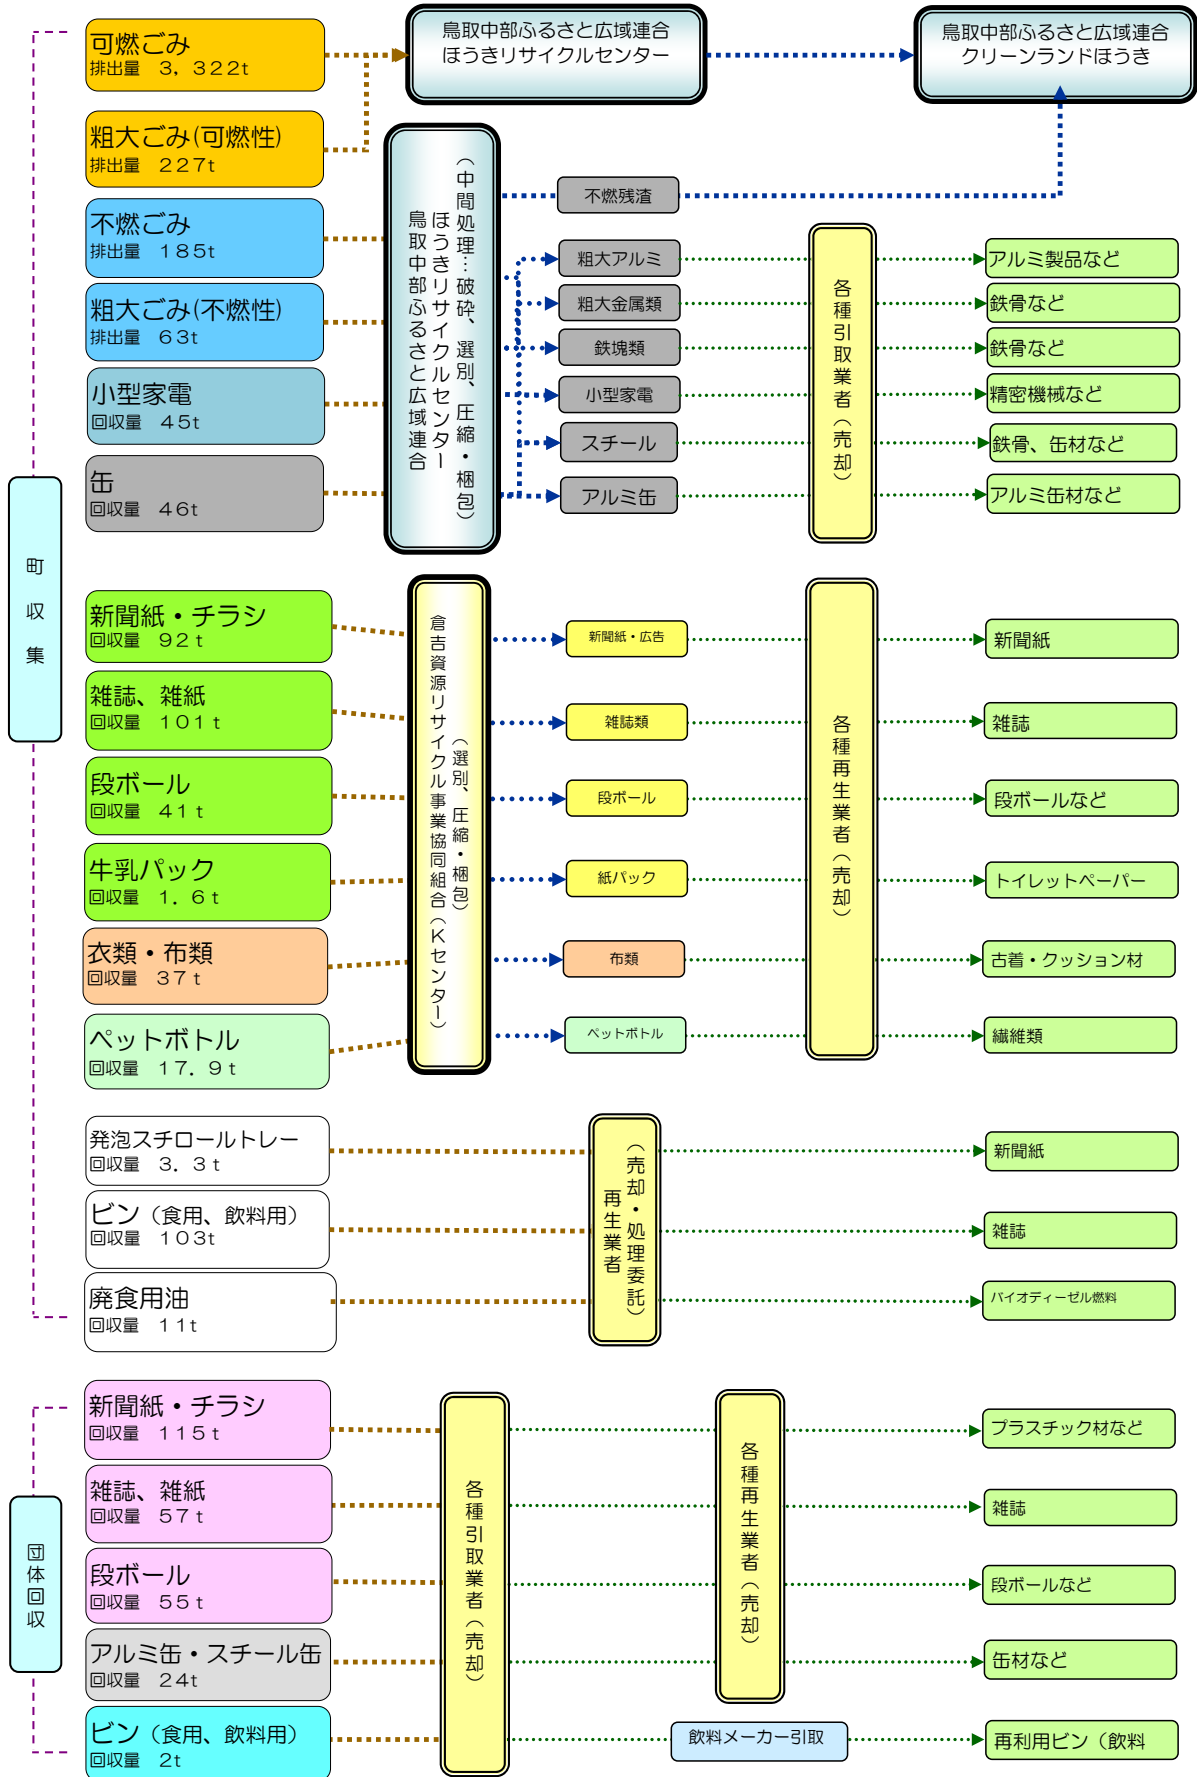 可燃ごみ
排出量　3，322t
粗大ごみ(可燃性)
排出量　227t
不燃ごみ
排出量　185t
粗大ごみ(不燃性)
排出量　63t
小型家電
回収量　45t
缶
回収量　46t
鳥取中部ふるさと広域連合
ほうきリサイクルセンター
鳥取中部ふるさと広域連合
クリーンランドほうき
鳥取中部ふるさと広域連合
ほうきリサイクルセンター
（中間処理…破砕、選別、圧縮・梱包）
不燃残渣
粗大アルミ
粗大金属類
鉄塊類
小型家電
スチール
アルミ缶
各種引取業者（売却）
アルミ製品など
鉄骨など
鉄骨など
精密機械など
鉄骨、缶材など
アルミ缶材など
町収集
新聞紙・チラシ
回収量　92ｔ
雑誌、雑紙
回収量　101ｔ
段ボール
回収量　41ｔ
牛乳パック
回収量　1．6ｔ
衣類・布類
回収量　37ｔ
ペットボトル
回収量　17．9ｔ
倉吉資源リサイクル事業協同組合（Kセンター）
（選別、圧縮・梱包）
新聞紙・広告
雑誌類
段ボール
紙パック
布類
ペットボトル
各種再生業者（売却）
新聞紙
雑誌
段ボールなど
トイレットペーパー
古着・クッション材
繊維類
発泡スチロールトレー
回収量　3．3ｔ
ビン（食用、飲料用）
回収量　103t
廃食用油
回収量　11t
再生業者
（売却・処理委託）
新聞紙
雑誌
バイオディーゼル燃料
団体回収
新聞紙・チラシ
回収量　115ｔ
雑誌、雑紙
回収量　57ｔ
段ボール
回収量　55ｔ
アルミ缶・スチール缶
回収量　24t
ビン（食用、飲料用）
回収量　2t
各種引取業者（売却）
各種再生業者（売却）
飲料メーカー引取
プラスチック材など
雑誌
段ボールなど
缶材など
再利用ビン（飲料